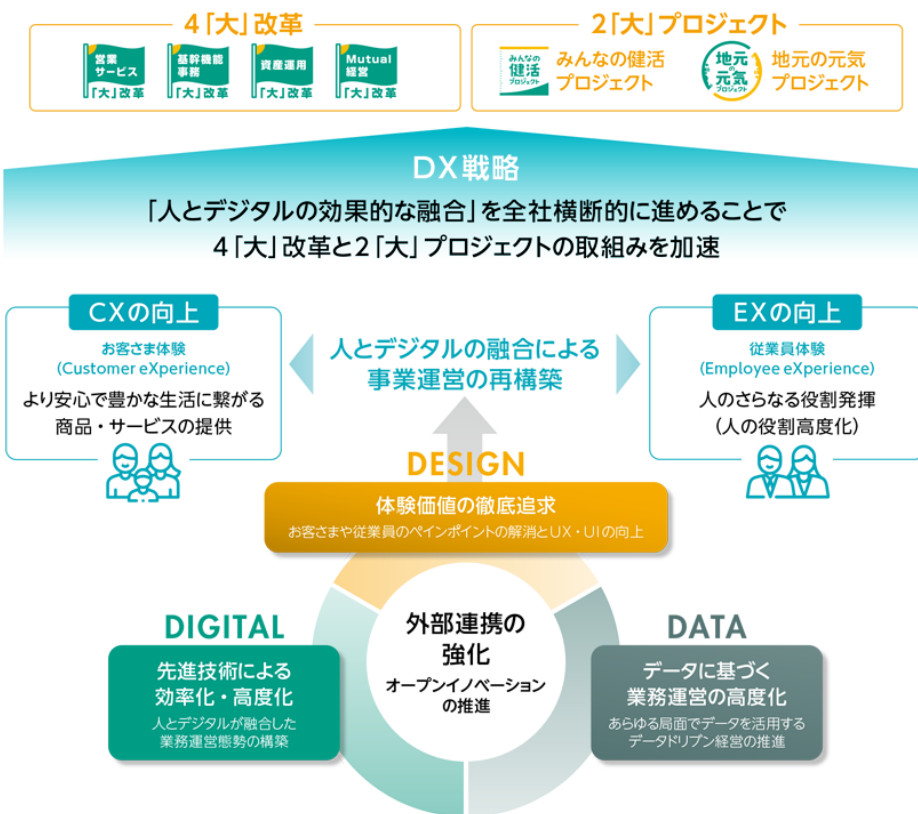 4「大」改革
営業
サービス
「大」改革
基幹機能
事務
「大」改革
資産運用
「大」改革
Mutual
経営
「大」改革
2「大」プロジェクト
みんなの
健活
プロジェクト
みんなの健活
プロジェクト
地元
の
元気
プロジェクト
地元の元気
プロジェクト
DX戦略
「人とデジタルの効果的な融合」を全社横断的に進めることで
4「大」改革と2「大」プロジェクトの取組みを加速
CXの向上
お客さま体験
(Customer eXperience)
より安心で豊かな生活に繋がる
商品・サービスの提供
人とデジタルの融合による
事業運営の再構築
EXの向上
従業員体験
(Employee eXperience)
人のさらなる役割発揮
(人の役割高度化)
DESIGN
体験価値の徹底追求
お客さまや従業員のペインポイントの解消とUX・UIの向上
DIGITAL
先進技術による
効率化・高度化
人とデジタルが融合した
業務運営態勢の構築
外部連携の
強化
オープンイノベーション
の推進
DATA
データに基づく
業務運営の高度化
あらゆる局面でデータを活用する
データドリブン経営の推進